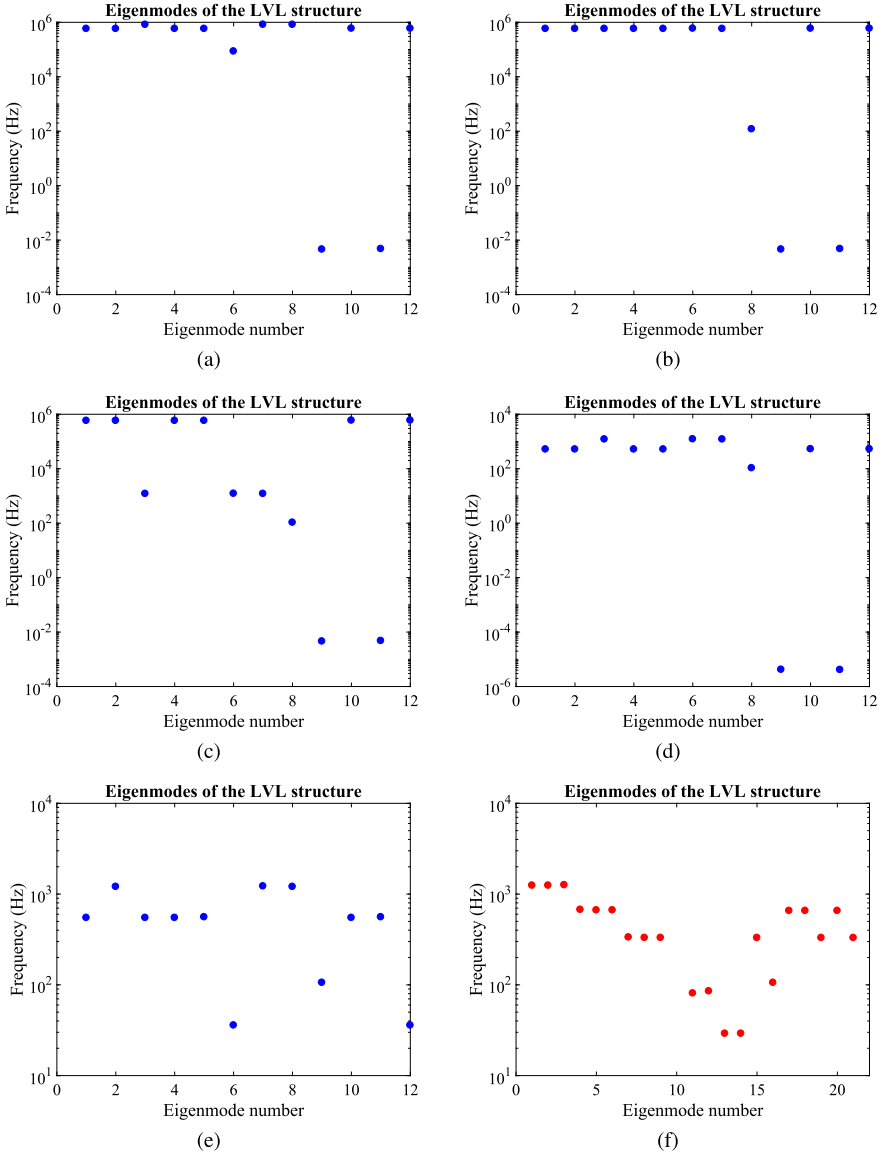 Eigenmodes of the LVL structure
Eigenmodes of the LVL structure
10^6
10^4
10^2
10^0
10^-2
10^-4
Frequency (Hz)
0 2 4 6 8 10 12
Eigenmode number
(a)
10^6
10^4
10^2
10^0
10^-2
10^-4
Frequency (Hz)
0 2 4 6 8 10 12
Eigenmode number
(b)
Eigenmodes of the LVL structure
Eigenmodes of the LVL structure
10^6
10^4
10^2
10^0
10^-2
10^-4
Frequency (Hz)
0 2 4 6 8 10 12
Eigenmode number
(c)
10^4
10^2
10^0
10^-2
10^-4
10^-6
Frequency (Hz)
0 2 4 6 8 10 12
Eigenmode number
(d)
Eigenmodes of the LVL structure
Eigenmodes of the LVL structure
10^4
10^3
10^2
10^1
Frequency (Hz)
0 2 4 6 8 10 12
Eigenmode number
(e)
10^4
10^3
10^2
10^1
Frequency (Hz)
0 5 10 15 20
Eigenmode number
(f)